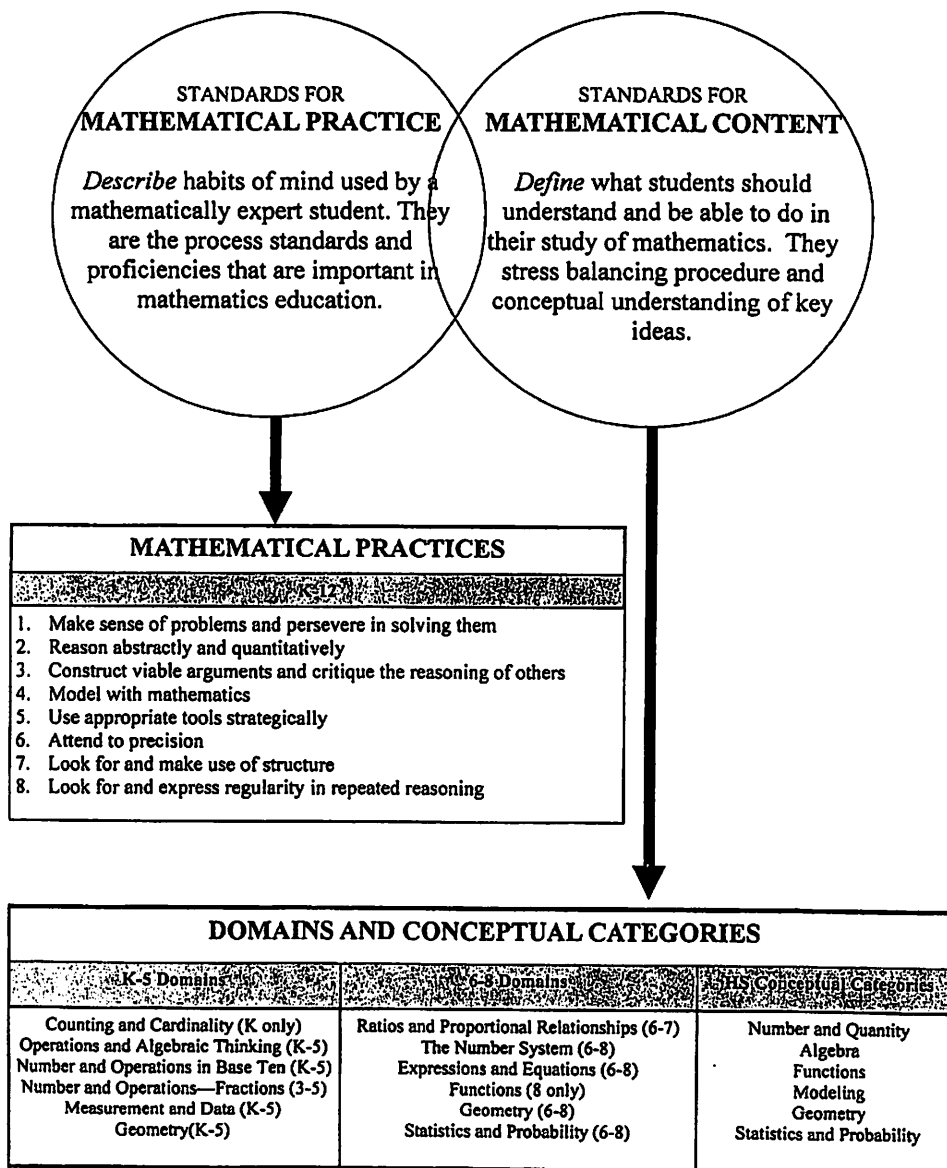 STANDARDS FOR
MATHEMATICAL PRACTICE
Describe habits of mind used by a
mathematically expert student. They
are the process standards and
proficiencies that are important in
mathematics education.
STANDARDS FOR
MATHEMATICAL CONTENT
Define what students should
understand and be able to do in
their study of mathematics. They
stress balancing procedure and
conceptual understanding of key
ideas.
MATHEMATICAL PRACTICES
K-12
1. Make sense of problems and persevere in solving them
2. Reason abstractly and quantitatively
3. Construct viable arguments and critique the reasoning of others
4. Model with mathematics
5. Use appropriate tools strategically
6. Attend to precision
7. Look for and make use of structure
8. Look for and express regularity in repeated reasoning
DOMAINS AND CONCEPTUAL CATEGORIES
K-5 Domains
Counting and Cardinality (K only)
Operations and Algebraic Thinking (K-5)
Number and Operations in Base Ten (K-5)
Number and Operations—Fractions (3-5)
Measurement and Data (K-5)
Geometry(K-5)
6-8 Domains
Ratios and Proportional Relationships (6-7)
The Number System (6-8)
Expressions and Equations (6-8)
Functions (8 only)
Geometry (6-8)
Statistics and Probability (6-8)
HS Conceptual Categories
Number and Quantity
Algebra
Functions
Modeling
Geometry
Statistics and Probability